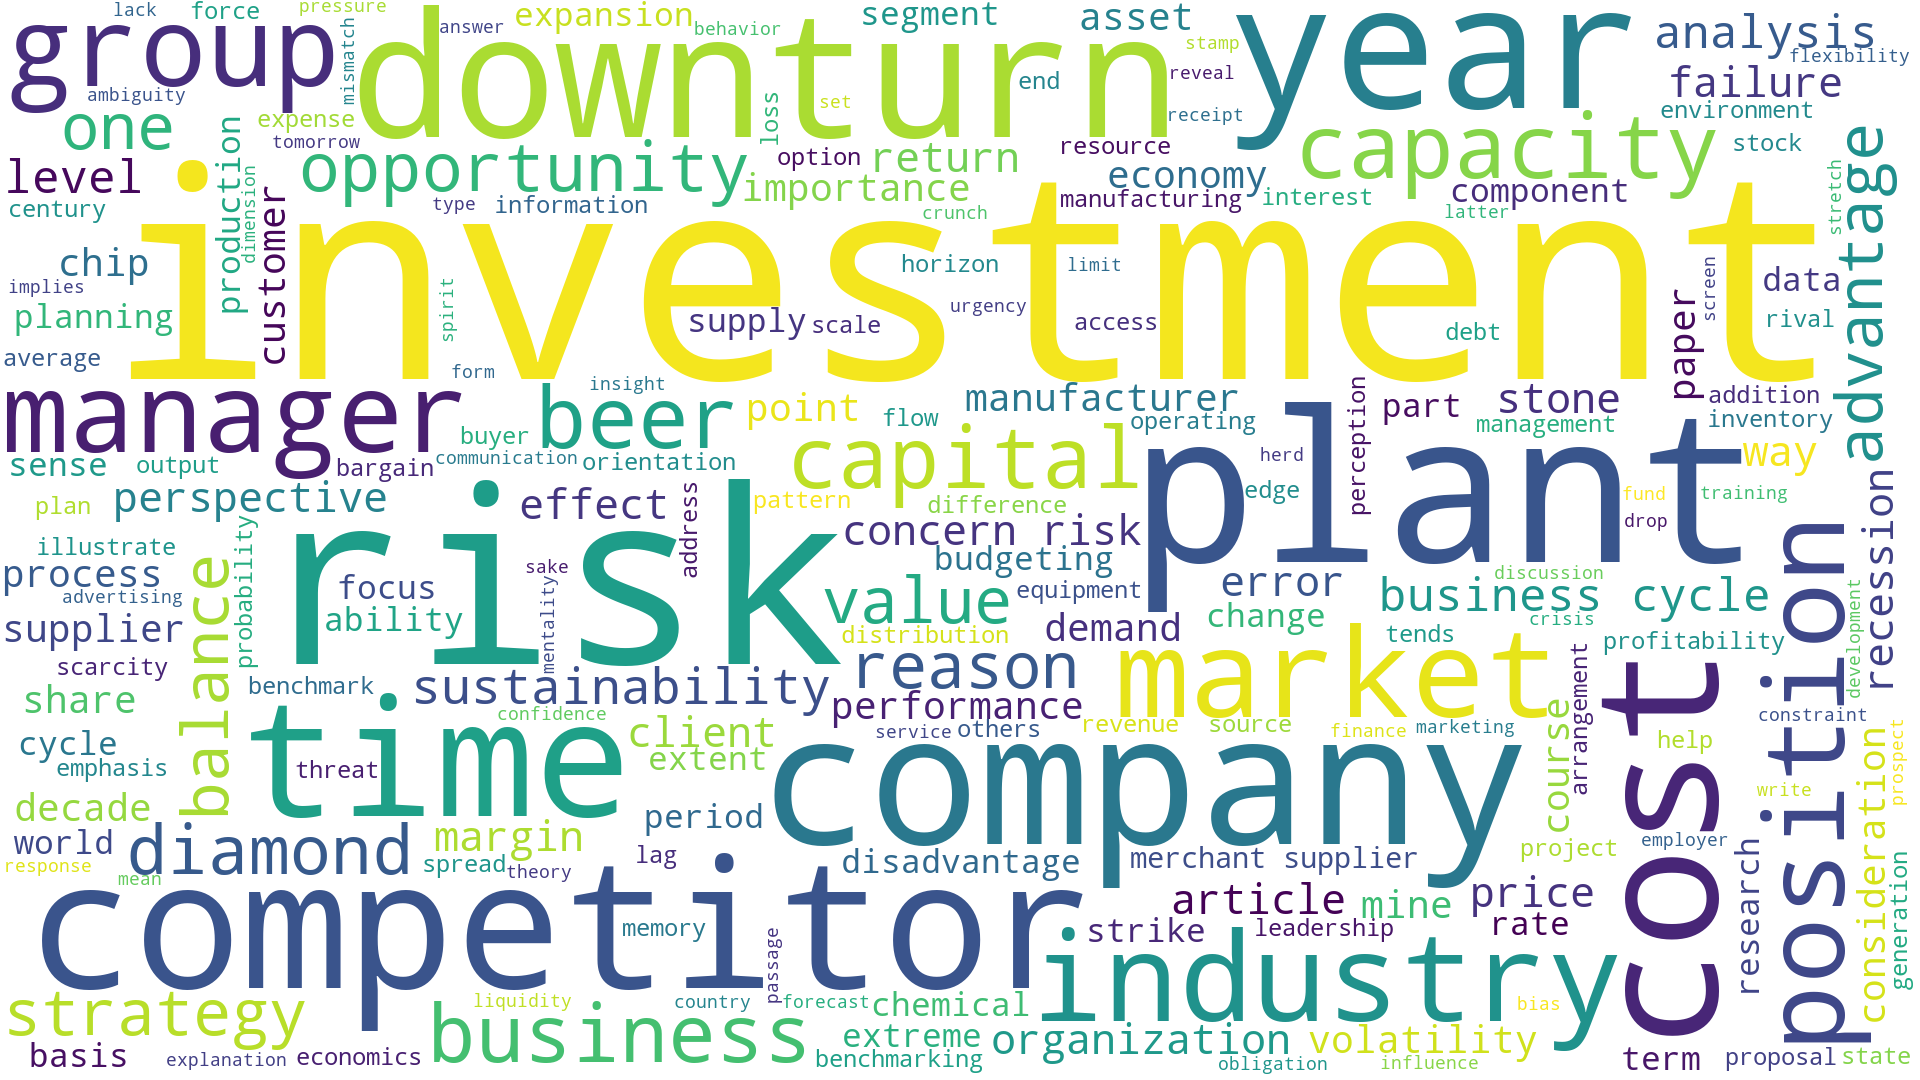 lack
force
pressure
group
downturn
year
answer
expansion
behavior
segment
asset
stamp
analysis
flexibility
mismatch
ambiguity
end
reveal
failure
one
expense
tomorrow
loss
set
receipt
capacity
environment
stock
level
production
dimension
opportunity
option
return
importance
resource
economy
manufacturing
interest
component
century
customer
type
information
crunch
latter
stretch
advantage
chip
implies
planning
investment
horizon
limit
urgency
screen
data
average
spirit
supply
scale
access
debt
paper
rival
form
insight
manager
beer
point
flow
manufacturer
operating
perception
part
stone
management
addition
inventory
sense
output
buyer
bargain
communication
orientation
capital
herd
plant
way
plan
perspective
effect
address
pattern
difference
edge
fund
training
drop
recession
illustrate
process
advertising
probability
risk
sake
focus
ability
mentality
concern risk
budgeting
equipment
error
discussion
business cycle
crisis
development
position
supplier
scarcity
balance
value
distribution
demand
change
tends
profitability
share
benchmark
sustainability
reason
market
arrangement
cost
cycle
emphasis
confidence
performance
service
others
revenue
source
finance
marketing
constraint
help
time
threat
client
extent
company
course
write
consideration
prospect
decade
world
response
mean
diamond
margin
spread
theory
period
lag
disadvantage
merchant supplier
project
employer
competitor
memory
passage
article
mine
price
strike
leadership
rate
research
generation
strategy
liquidity
country
forecast
chemical
industry
bias
basis
explanation
economics
business
extreme
benchmarking
organization
obligation
volatility
influence
term
proposal
state